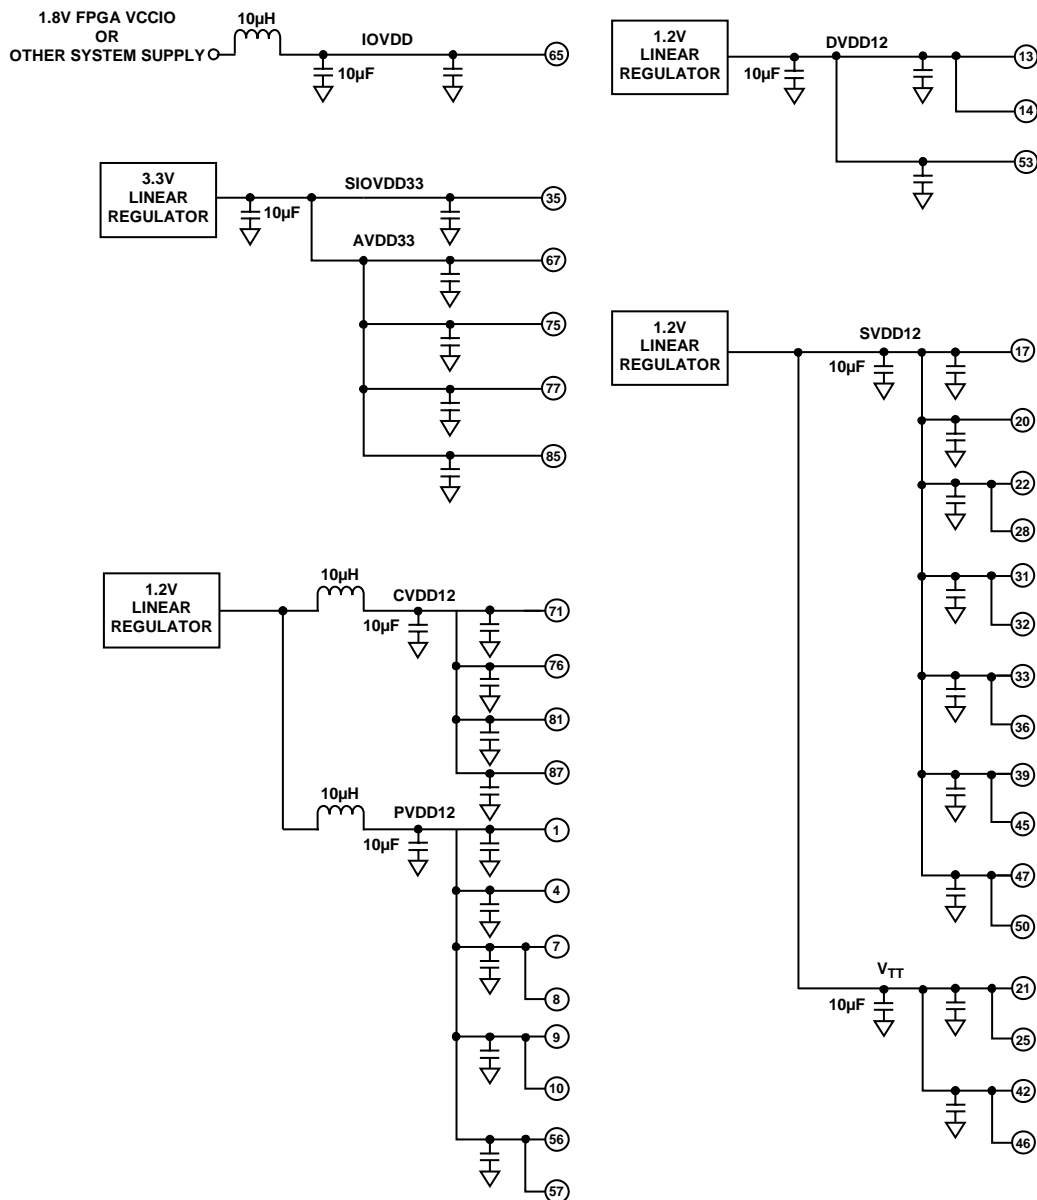 1.8V FPGA VCCIO
OR
OTHER SYSTEM SUPPLY
10µH
IOVDD
10µF
65
3.3V
LINEAR
REGULATOR
10µF
SIOVDD33
35
AVDD33
67
75
77
85
1.2V
LINEAR
REGULATOR
10µH
CVDD12
10µF
71
76
81
87
10µH
PVDD12
10µF
1
4
7
8
9
10
56
57
1.2V
LINEAR
REGULATOR
10µF
DVDD12
13
14
53
1.2V
LINEAR
REGULATOR
SVDD12
10µF
17
20
22
28
31
32
33
36
39
45
47
50
VTT
10µF
21
25
42
46